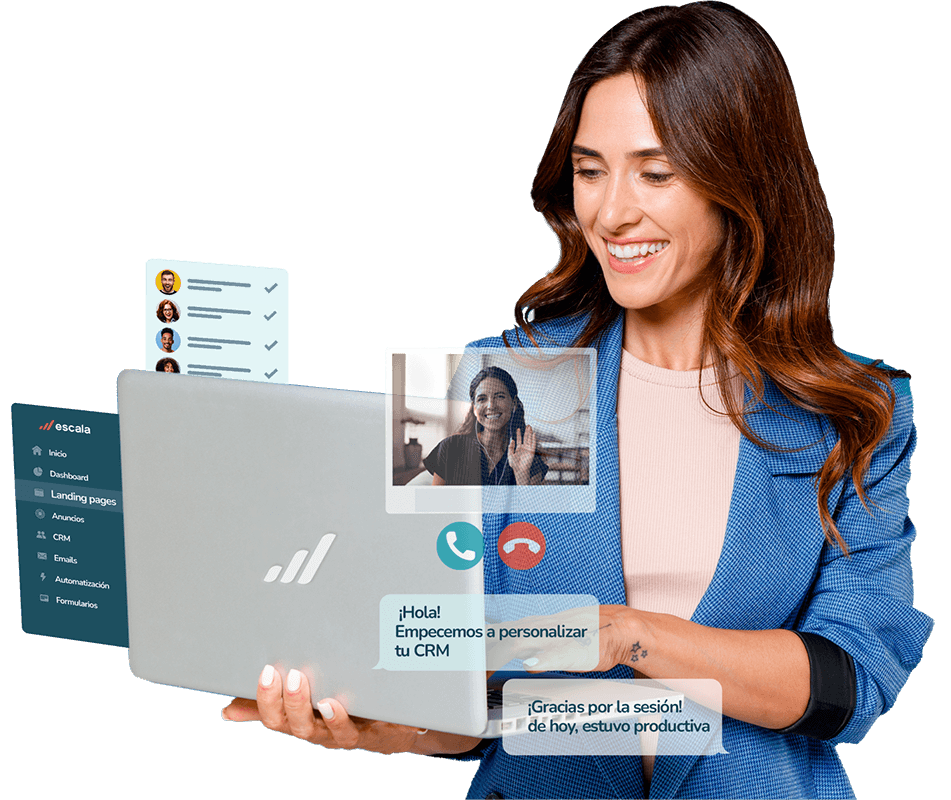 escala
Inicio
Dashboard
Landing pages
Anuncios
CRM
Emails
Automatización
Formularios
¡Hola!
Empecemos a personalizar
tu CRM
¡Gracias por la sesión!
de hoy, estuvo productiva